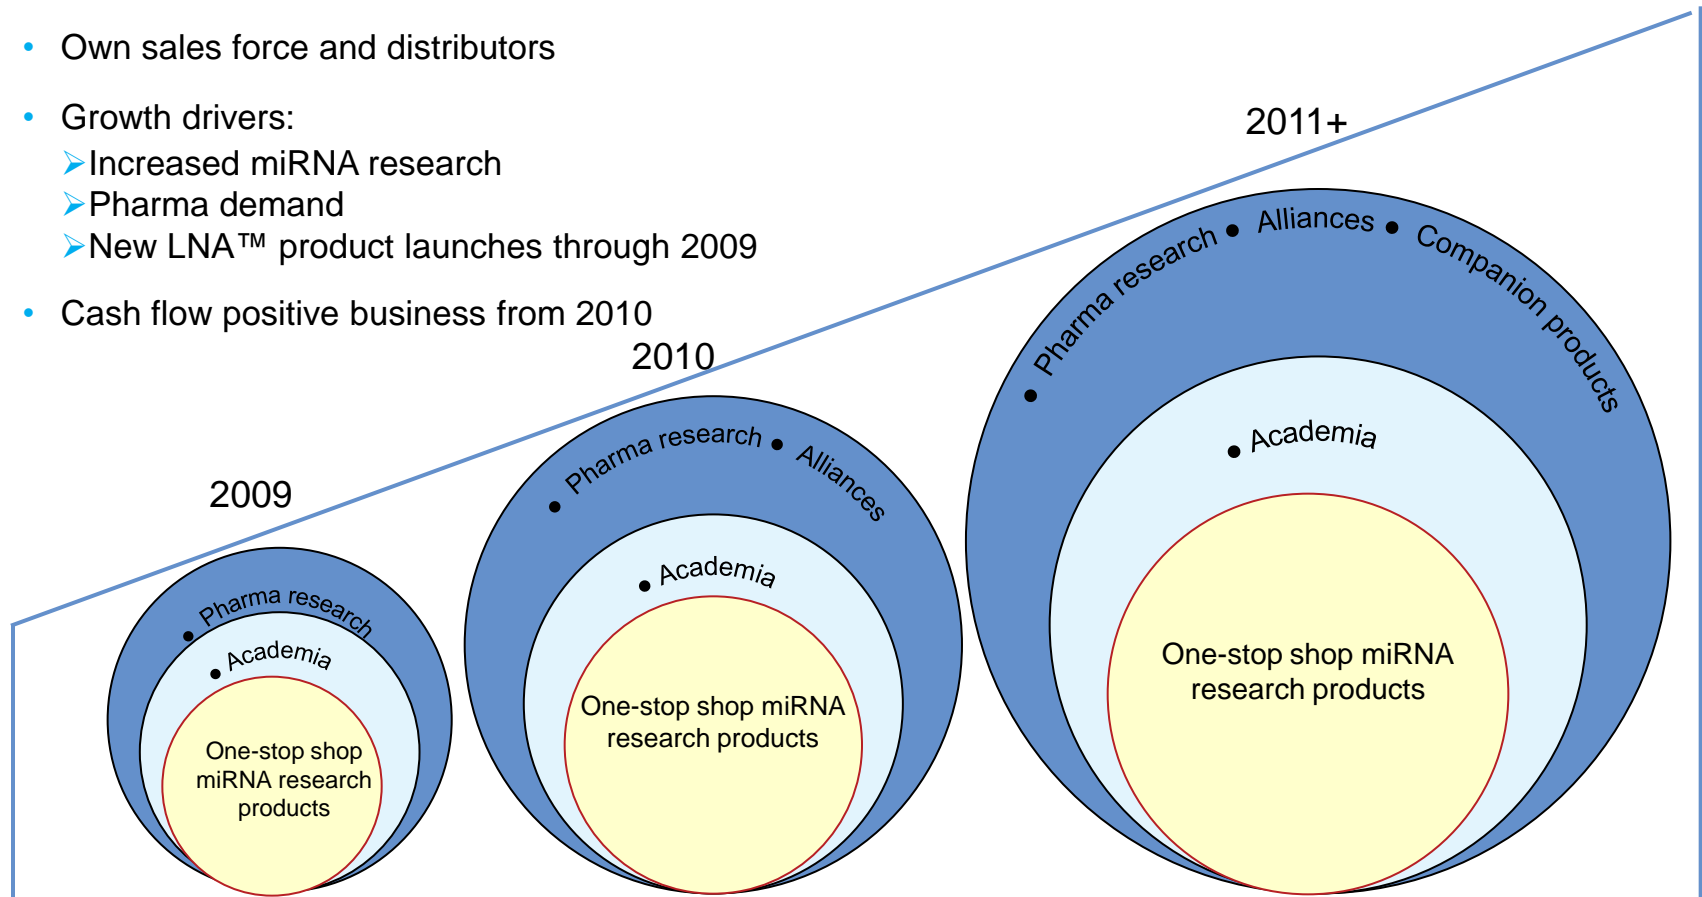 • Own sales force and distributors
• Growth drivers:
➢Increased miRNA research
➢Pharma demand
➢New LNA™ product launches through 2009
• Cash flow positive business from 2010
2009
• Pharma research
• Academia
One-stop shop
miRNA research
products
2010
• Pharma research • Alliances
• Academia
One-stop shop miRNA
research products
2011+
• Pharma research • Alliances • Companion products
• Academia
One-stop shop miRNA
research products